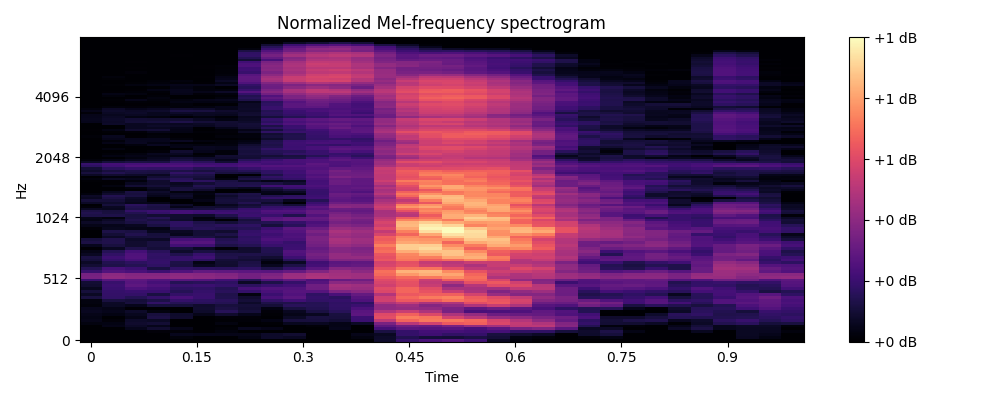 Normalized Mel-frequency spectrogram
Hz
4096
2048
1024
512
0
0 0.15 0.3 0.45 0.6 0.75 0.9
Time
+1 dB
+1 dB
+1 dB
+0 dB
+0 dB
+0 dB